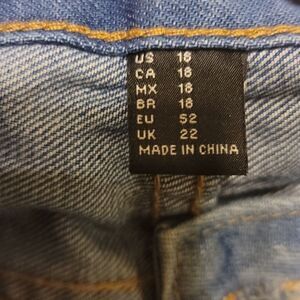 US 18
CA 18
MX 18
BR 18
EU 52
UK 22
MADE IN CHINA